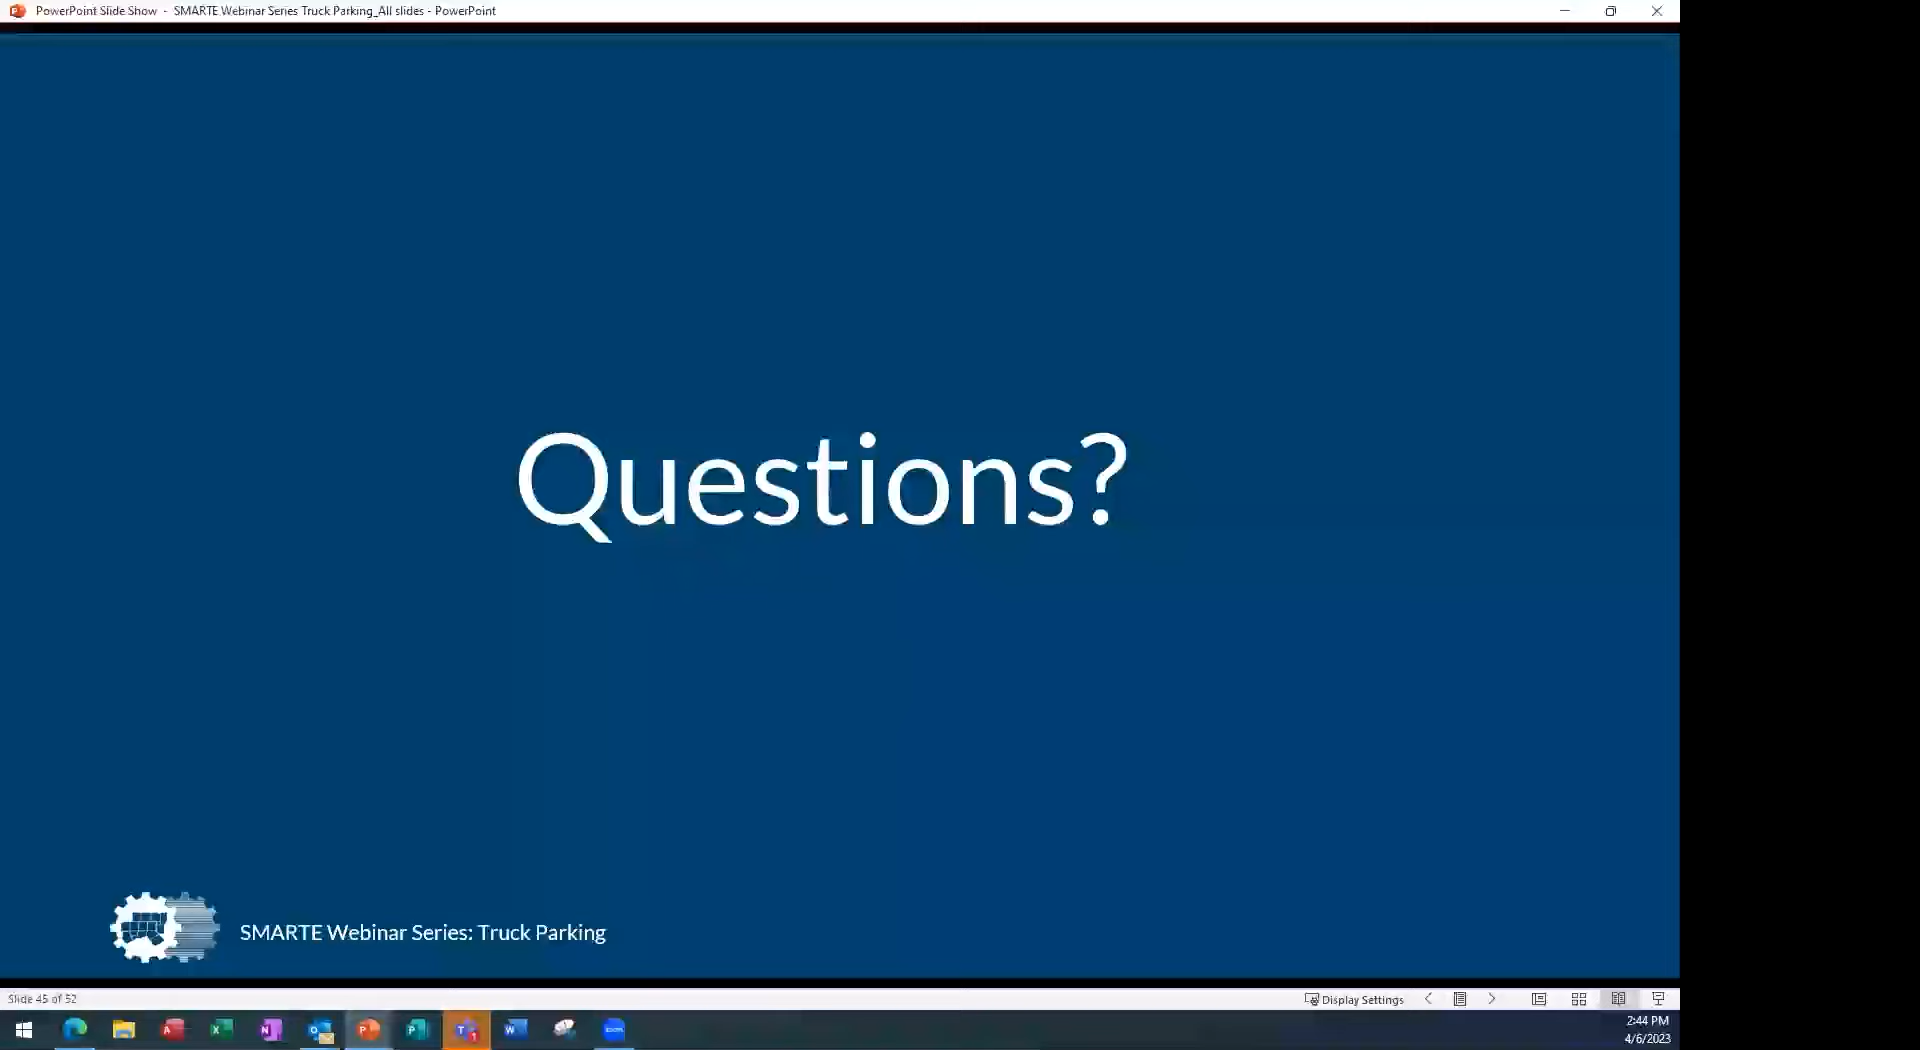 PowerPoint Slide Show - SMARTE Webinar Series Truck Parking_All slides - PowerPoint
Questions?
SMARTE Webinar Series: Truck Parking
Slide 45 of 52
Display Settings
2:44 PM
4/6/2023